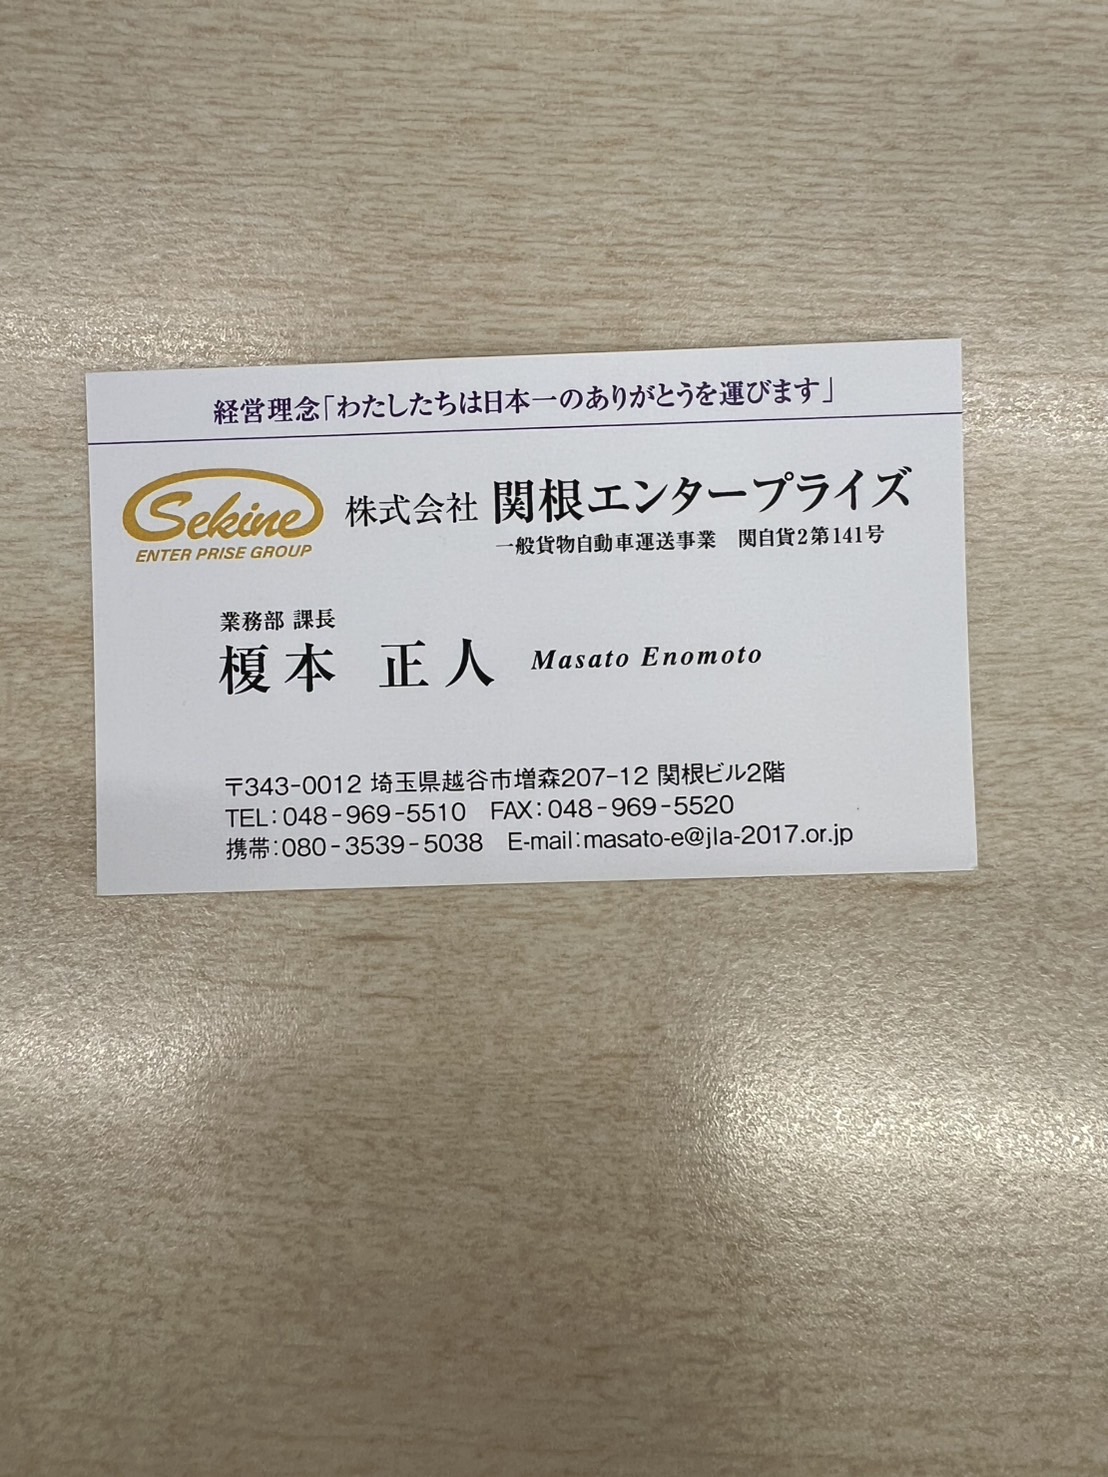 経営理念「わたしたちは日本一のありがとうを運びます」
Sekine
ENTER PRISE GROUP
株式会社 関根エンタープライズ
一般貨物自動車運送事業　関自貨2第141号
業務部 課長
榎本 正人 Masato Enomoto
〒343-0012 埼玉県越谷市増森207-12 関根ビル2階
TEL:048-969-5510　FAX:048-969-5520
携帯:080-3539-5038　E-mail:masato-e@jla-2017.or.jp